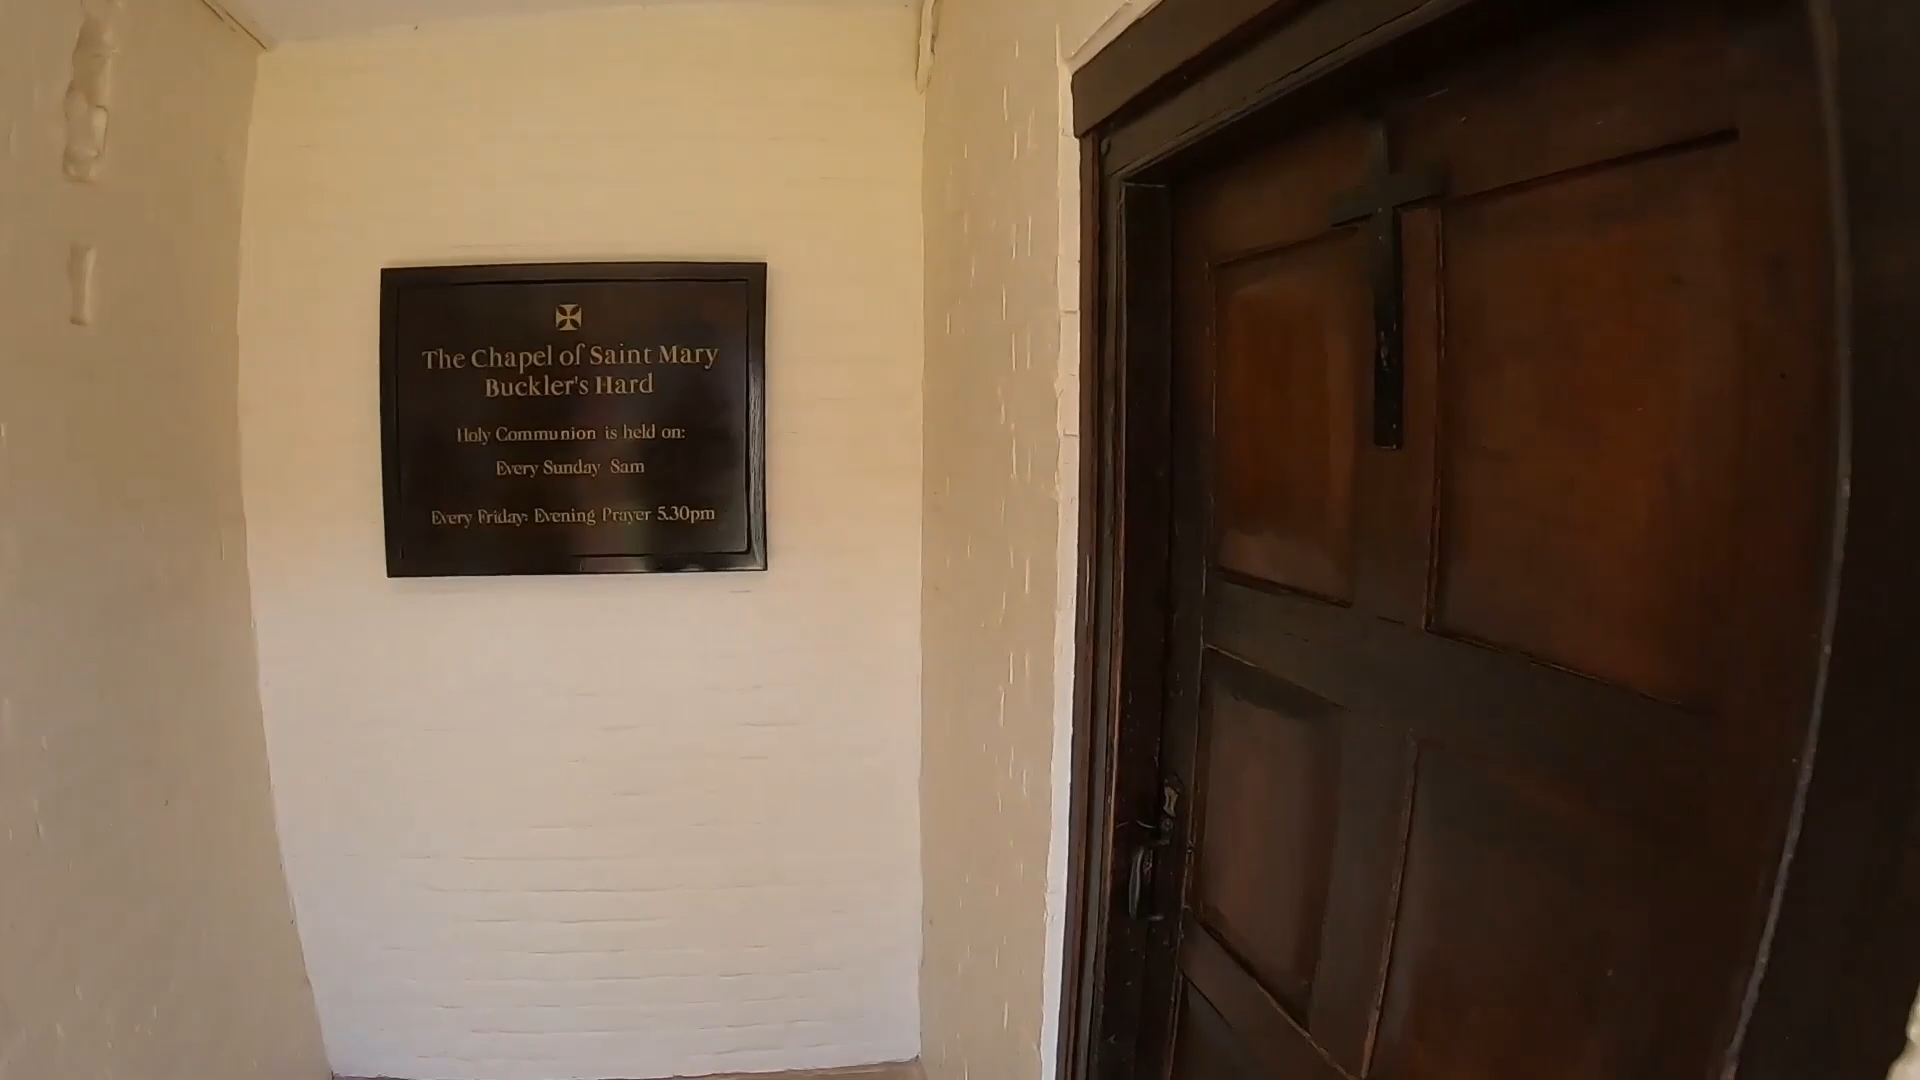 The Chapel of Saint Mary
Buckler's Hard
Holy Communion is held on:
Every Sunday 8am
Every Friday: Evening Prayer 5.30pm